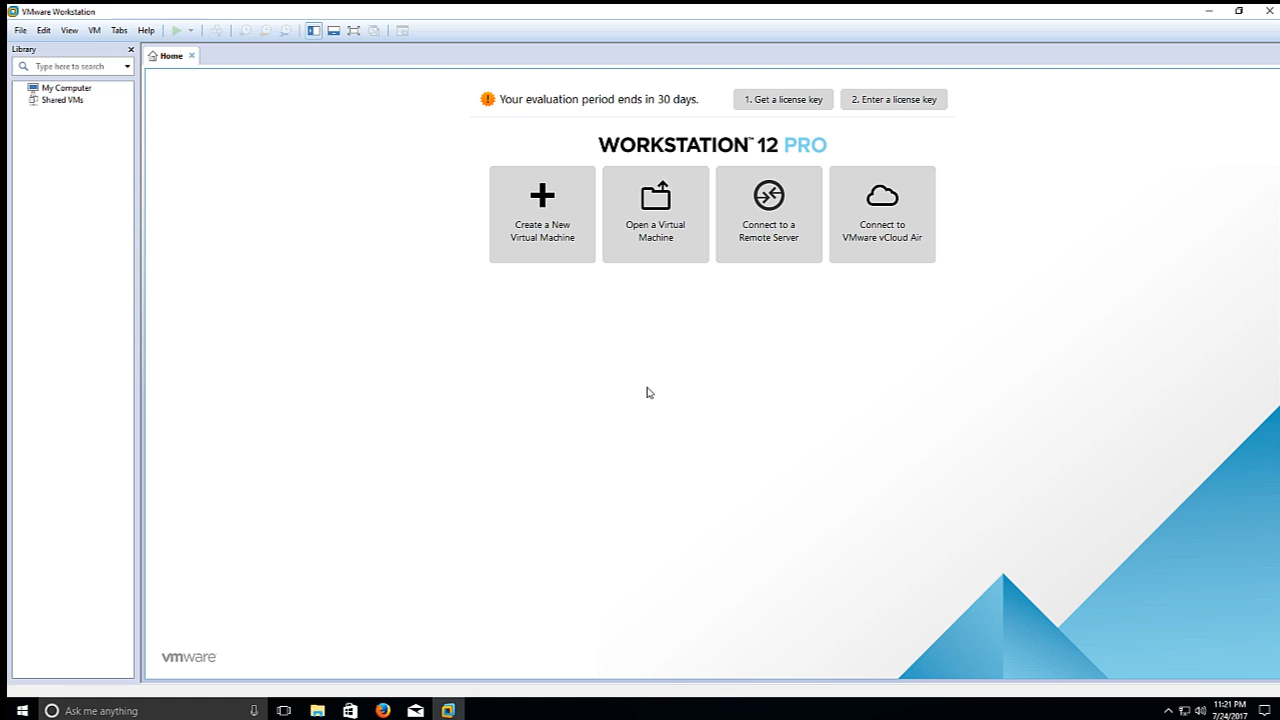 VMware Workstation
File Edit View VM Tabs Help
Library
Type here to search
My Computer
Shared VMs
Home
Your evaluation period ends in 30 days.
1. Get a license key
2. Enter a license key
WORKSTATION™ 12 PRO
Create a New
Virtual Machine
Open a Virtual
Machine
Connect to a
Remote Server
Connect to
VMware vCloud Air
vmware
Ask me anything
11:21 PM
7/24/2017